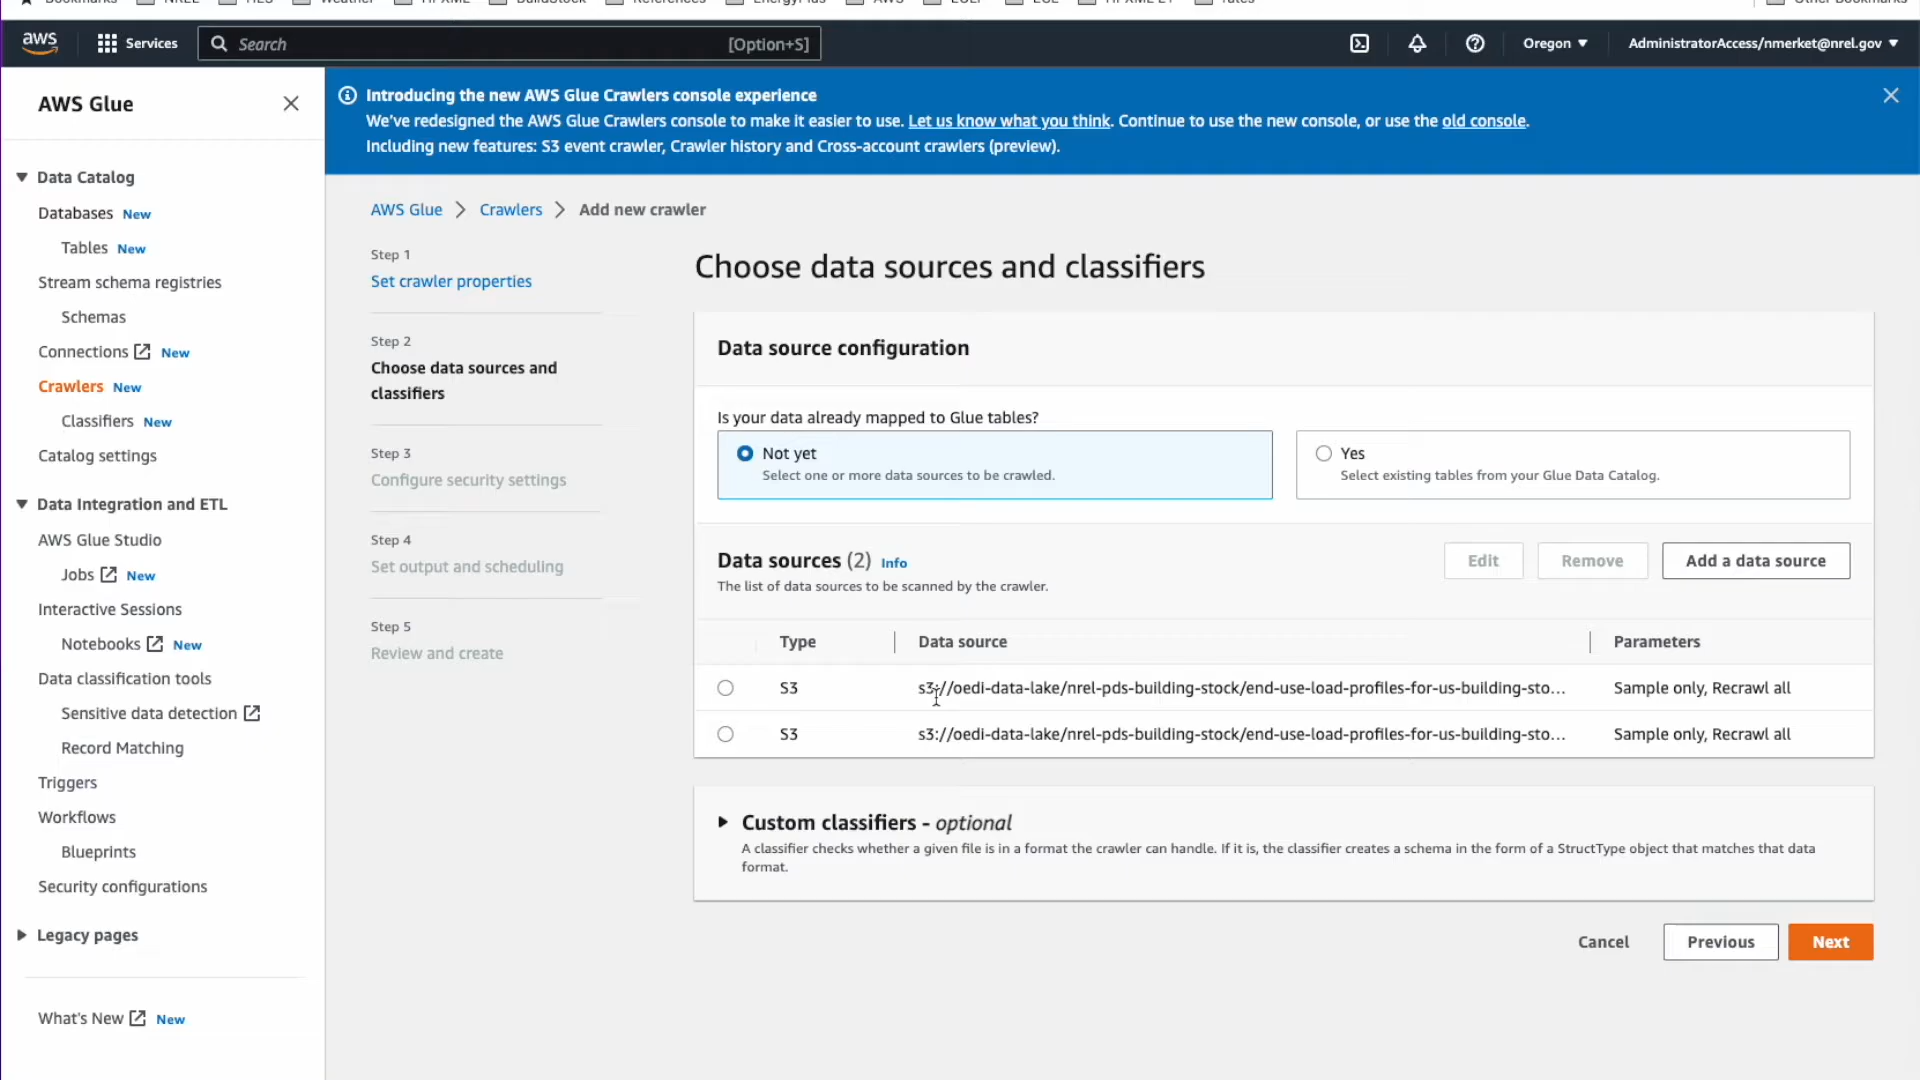 Bookmarks NREL Weather BuildStock References EnergyPlus AWS Other Bookmarks
aws Services Search [Option+S] Oregon AdministratorAccess/nmerket@nrel.gov
AWS Glue
Data Catalog
Databases New
Tables New
Stream schema registries
Schemas
Connections New
Crawlers New
Classifiers New
Catalog settings
Data Integration and ETL
AWS Glue Studio
Jobs New
Interactive Sessions
Notebooks New
Data classification tools
Sensitive data detection
Record Matching
Triggers
Workflows
Blueprints
Security configurations
Legacy pages
What's New New
Introducing the new AWS Glue Crawlers console experience
We've redesigned the AWS Glue Crawlers console to make it easier to use. Let us know what you think. Continue to use the new console, or use the old console.
Including new features: S3 event crawler, Crawler history and Cross-account crawlers (preview).
AWS Glue Crawlers Add new crawler
Step 1
Set crawler properties
Step 2
Choose data sources and
classifiers
Step 3
Configure security settings
Step 4
Set output and scheduling
Step 5
Review and create
Choose data sources and classifiers
Data source configuration
Is your data already mapped to Glue tables?
Not yet
Select one or more data sources to be crawled.
Yes
Select existing tables from your Glue Data Catalog.
Data sources (2) Info
The list of data sources to be scanned by the crawler.
Edit Remove Add a data source
Type Data source Parameters
S3 s3://oedi-data-lake/nrel-pds-building-stock/end-use-load-profiles-for-us-building-sto... Sample only, Recrawl all
S3 s3://oedi-data-lake/nrel-pds-building-stock/end-use-load-profiles-for-us-building-sto... Sample only, Recrawl all
Custom classifiers - optional
A classifier checks whether a given file is in a format the crawler can handle. If it is, the classifier creates a schema in the form of a StructType object that matches that data
format.
Cancel Previous Next